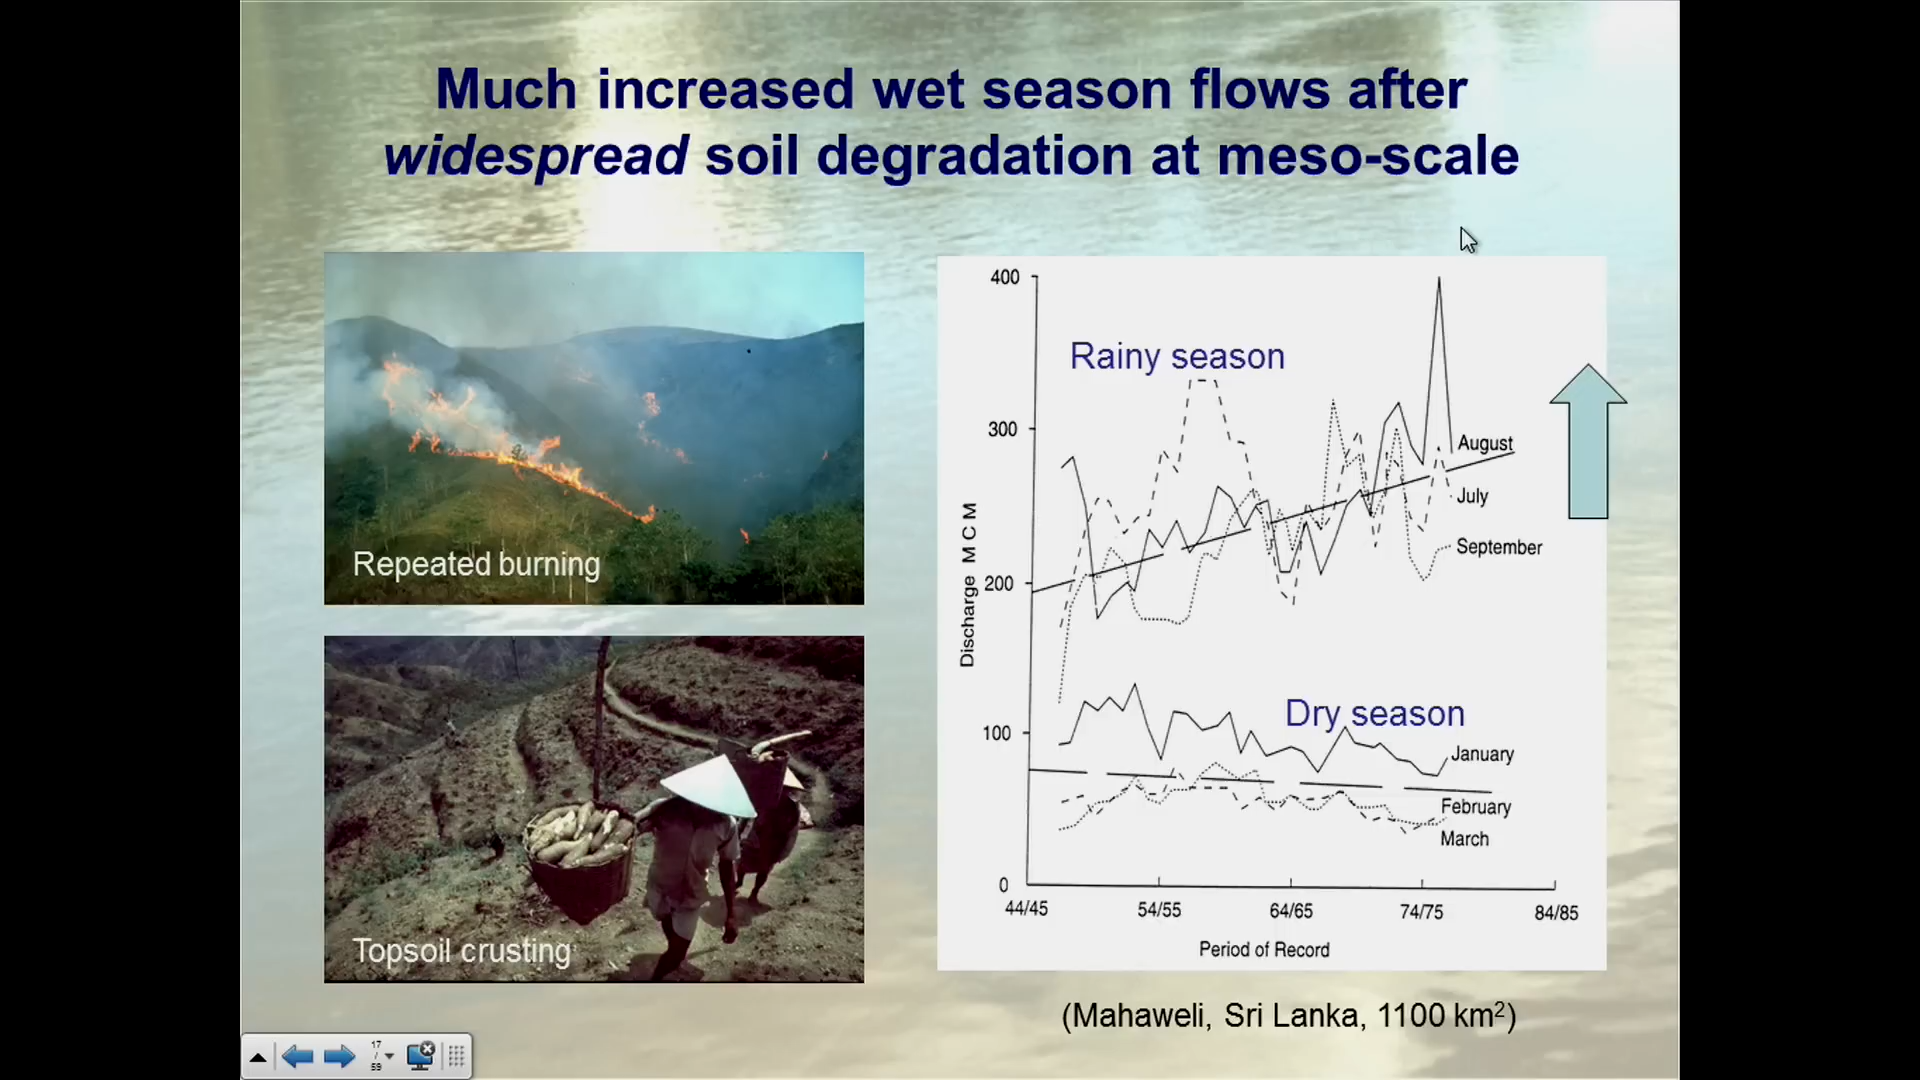 Much increased wet season flows after
widespread soil degradation at meso-scale
Repeated burning
Topsoil crusting
400
300
200
100
0
Discharge M C M
Rainy season
August
July
September
Dry season
January
February
March
44/45 54/55 64/65 74/75 84/85
Period of Record
(Mahaweli, Sri Lanka, 1100 km²)
17
/
59